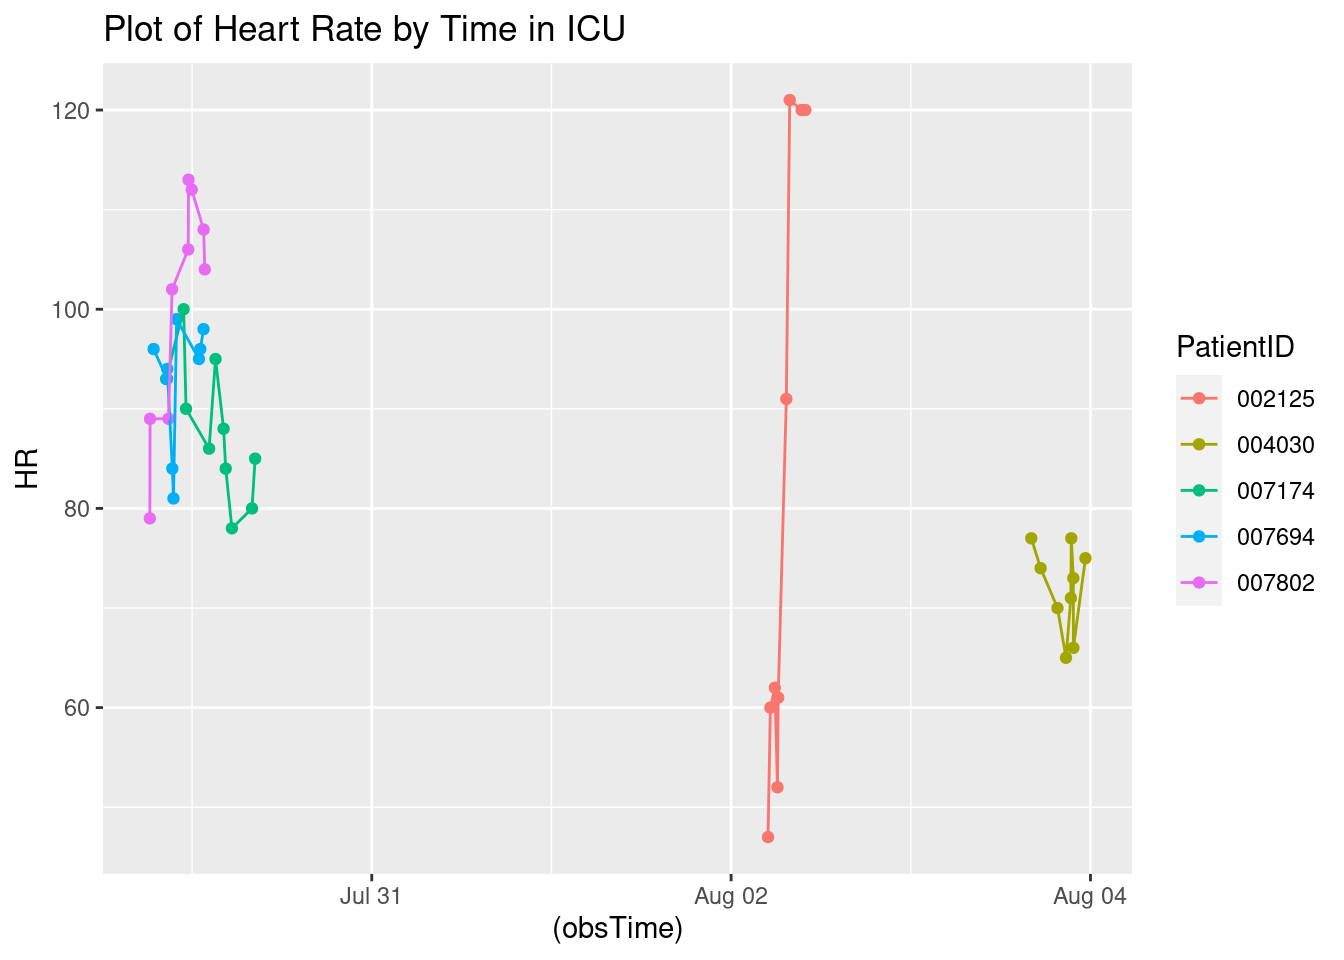 Plot of Heart Rate by Time in ICU
120
100
80
60
HR
Jul 31
Aug 02
Aug 04
(obsTime)
PatientID
002125
004030
007174
007694
007802